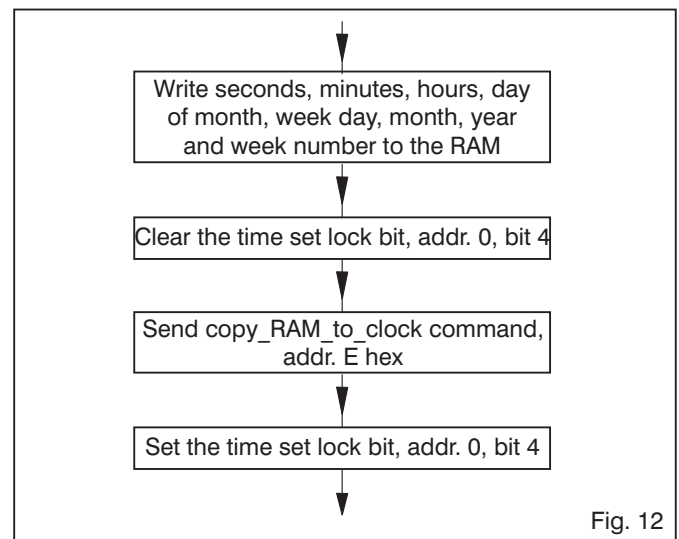 Write seconds, minutes, hours, day
of month, week day, month, year
and week number to the RAM
Clear the time set lock bit, addr. 0, bit 4
Send copy_RAM_to_clock command,
addr. E hex
Set the time set lock bit, addr. 0, bit 4
Fig. 12